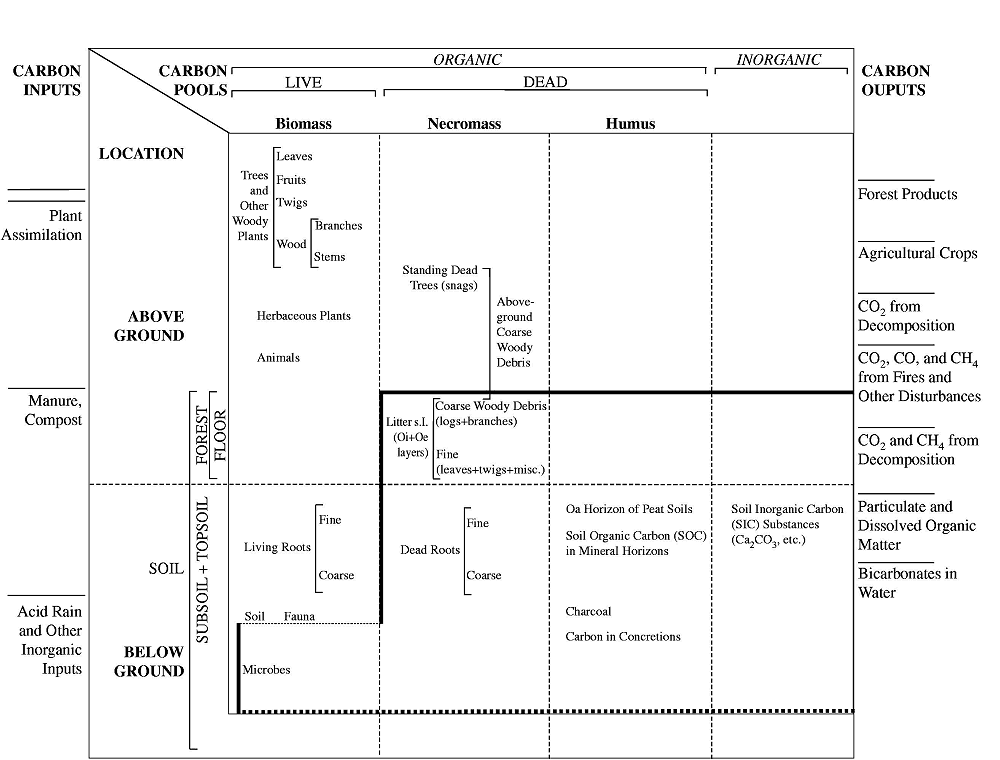 CARBON
INPUTS
CARBON
POOLS
ORGANIC
INORGANIC
LIVE
DEAD
CARBON
OUPUTS
Biomass
Necromass
Humus
LOCATION
Plant
Assimilation
Manure,
Compost
Acid Rain
and Other
Inorganic
Inputs
ABOVE
GROUND
FOREST
FLOOR
SOIL
SUBSOIL + TOPSOIL
BELOW
GROUND
Trees
and
Other
Woody
Plants
Leaves
Fruits
Twigs
Wood
Branches
Stems
Herbaceous Plants
Animals
Living Roots
Fine
Coarse
Soil Fauna
Microbes
Standing Dead
Trees (snags)
Above-
ground
Coarse
Woody
Debris
Litter s.I.
(Oi+Oe
layers)
Coarse Woody Debris
(logs+branches)
Fine
(leaves+twigs+misc.)
Dead Roots
Fine
Coarse
Oa Horizon of Peat Soils
Soil Organic Carbon (SOC)
in Mineral Horizons
Charcoal
Carbon in Concretions
Soil Inorganic Carbon
(SIC) Substances
(Ca2CO3, etc.)
Forest Products
Agricultural Crops
CO2 from
Decomposition
CO2, CO, and CH4
from Fires and
Other Disturbances
CO2 and CH4 from
Decomposition
Particulate and
Dissolved Organic
Matter
Bicarbonates in
Water